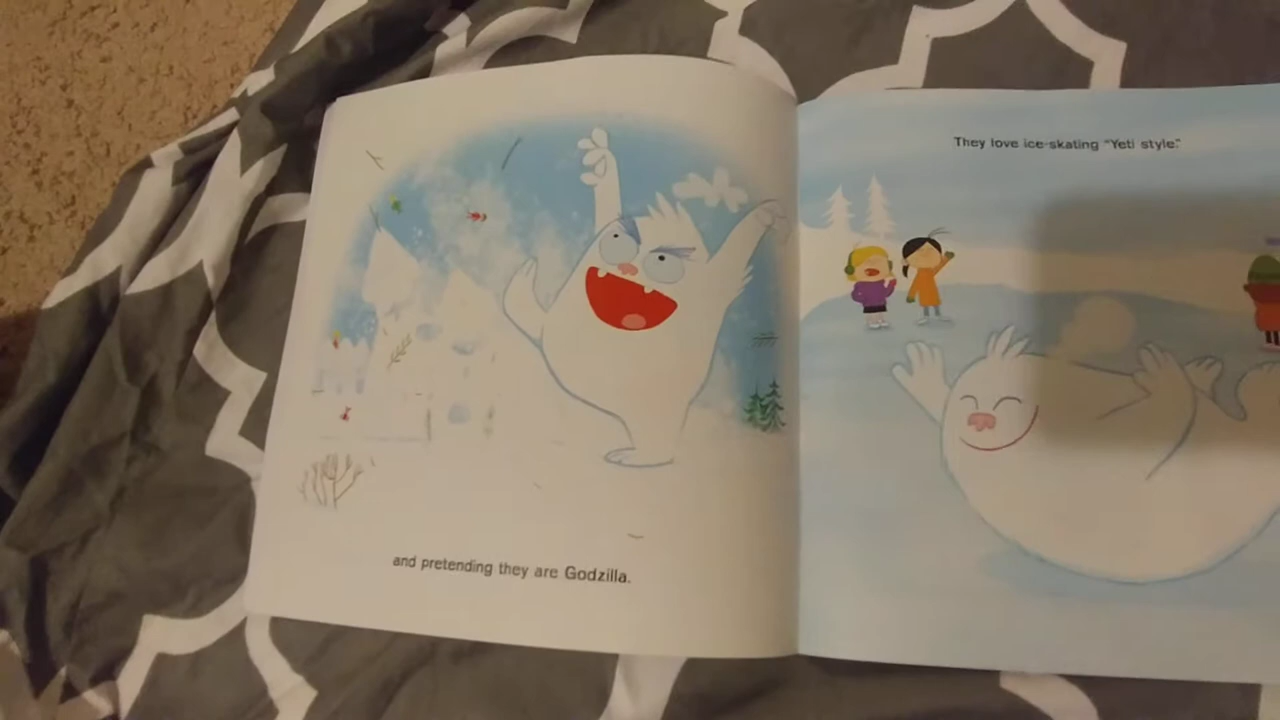 and pretending they are Godzilla.
They love ice-skating "Yeti style."